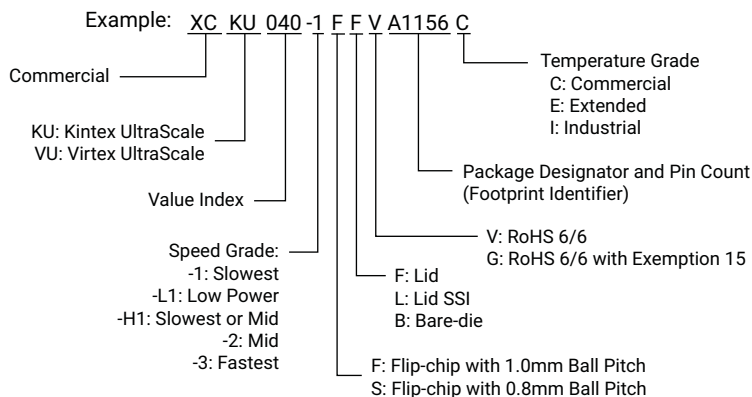 Example: XC KU 040 -1 F F V A1156 C
Temperature Grade
C: Commercial
E: Extended
I: Industrial
Commercial
KU: Kintex UltraScale
VU: Virtex UltraScale
Package Designator and Pin Count
(Footprint Identifier)
Value Index
V: RoHS 6/6
G: RoHS 6/6 with Exemption 15
Speed Grade:
-1: Slowest
-L1: Low Power
-H1: Slowest or Mid
-2: Mid
-3: Fastest
F: Lid
L: Lid SSI
B: Bare-die
F: Flip-chip with 1.0mm Ball Pitch
S: Flip-chip with 0.8mm Ball Pitch